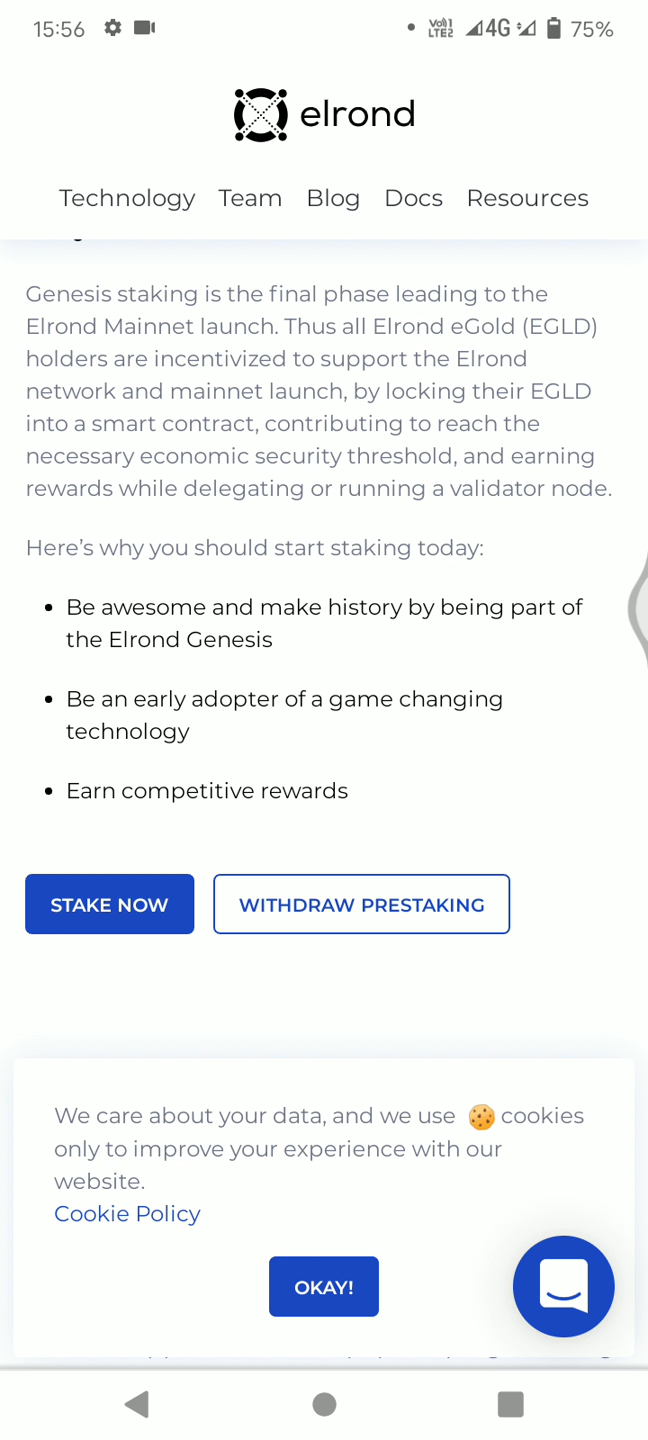 15:56
Vo)) 1 LTE2 4G 75%
elrond
Technology Team Blog Docs Resources
Genesis staking is the final phase leading to the
Elrond Mainnet launch. Thus all Elrond eGold (EGLD)
holders are incentivized to support the Elrond
network and mainnet launch, by locking their EGLD
into a smart contract, contributing to reach the
necessary economic security threshold, and earning
rewards while delegating or running a validator node.
Here’s why you should start staking today:
• Be awesome and make history by being part of
the Elrond Genesis
• Be an early adopter of a game changing
technology
• Earn competitive rewards
STAKE NOW WITHDRAW PRESTAKING
We care about your data, and we use 🍪 cookies
only to improve your experience with our
website.
Cookie Policy
OKAY!